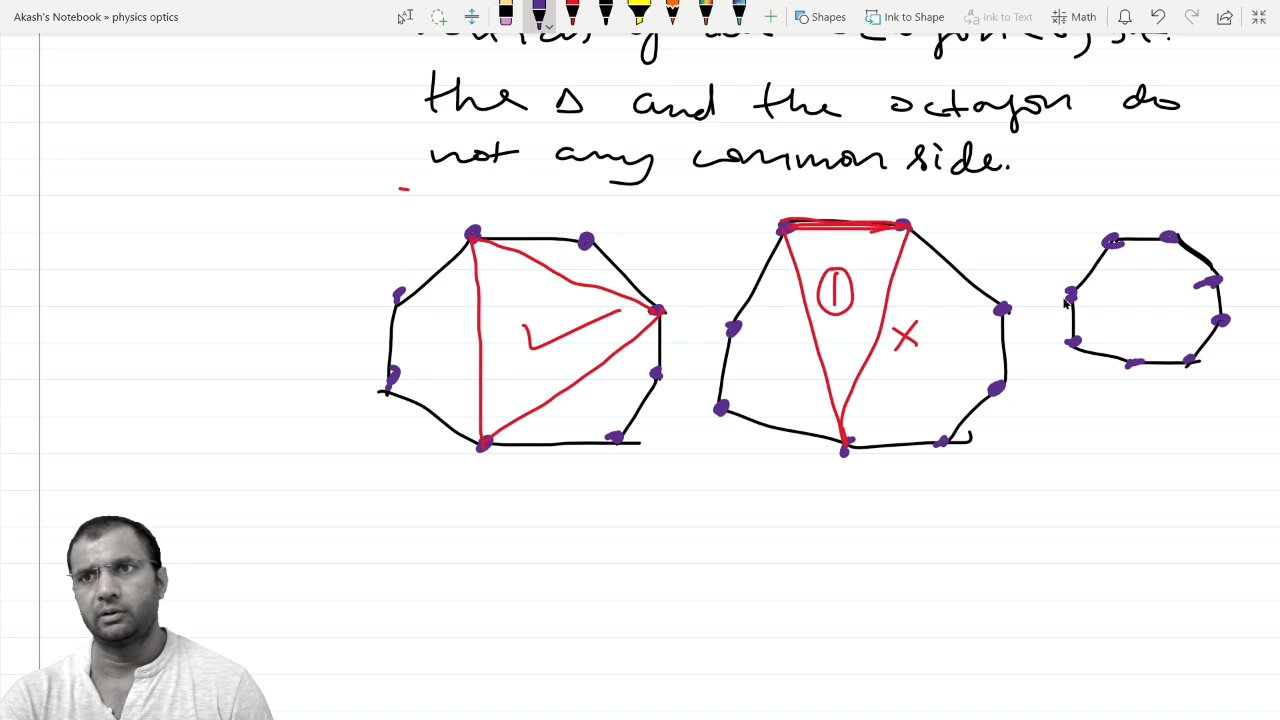 Akash's Notebook » physics optics
Shapes
Ink to Shape
Ink to Text
Math
the Δ and the octagon do
not any common side.
1